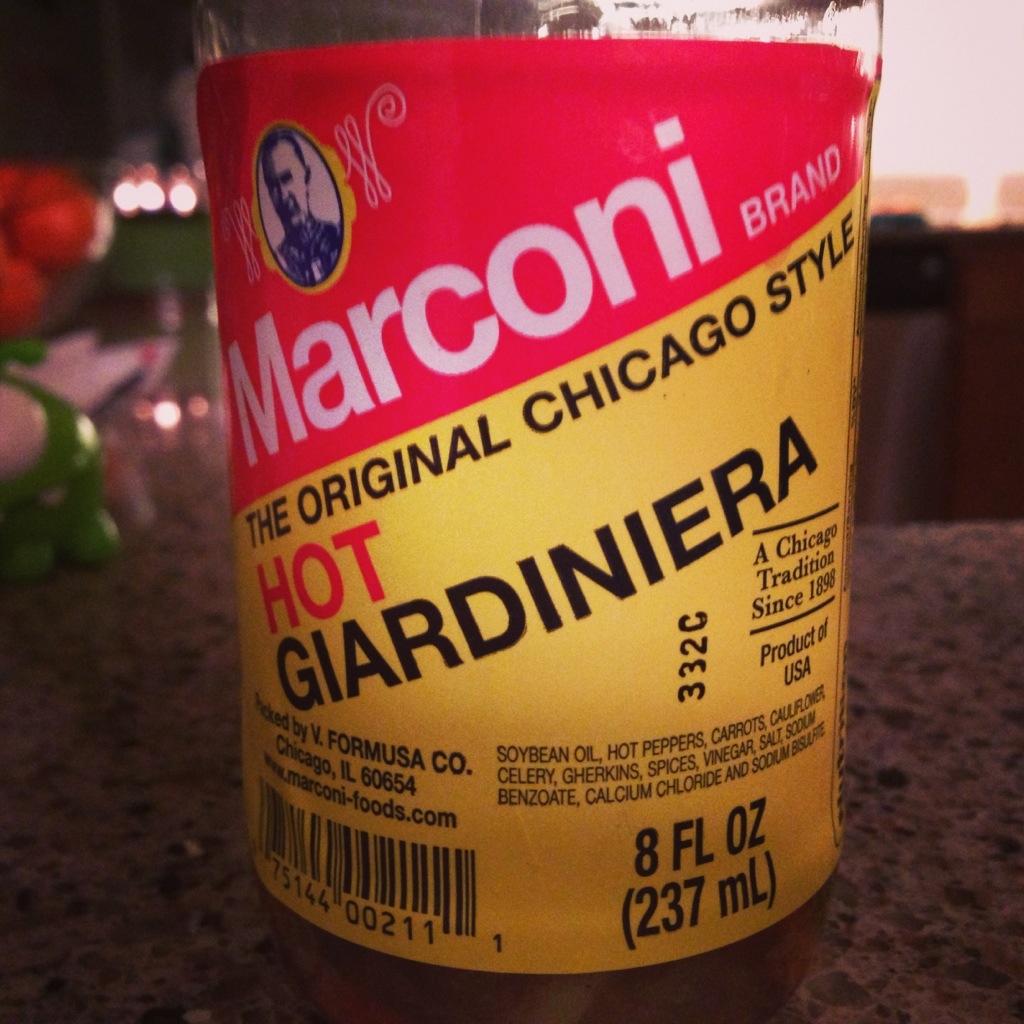 Marconi BRAND
THE ORIGINAL CHICAGO STYLE
HOT
GIARDINIERA
A Chicago
Tradition
Since 1898
Product of
USA
332C
Packed by V. FORMUSA CO.
Chicago, IL 60654
www.marconi-foods.com
SOYBEAN OIL, HOT PEPPERS, CARROTS, CAULIFLOWER,
CELERY, GHERKINS, SPICES, VINEGAR, SALT, SODIUM
BENZOATE, CALCIUM CHLORIDE AND SODIUM BISULFITE
8 FL OZ
(237 mL)
75144 00211 1